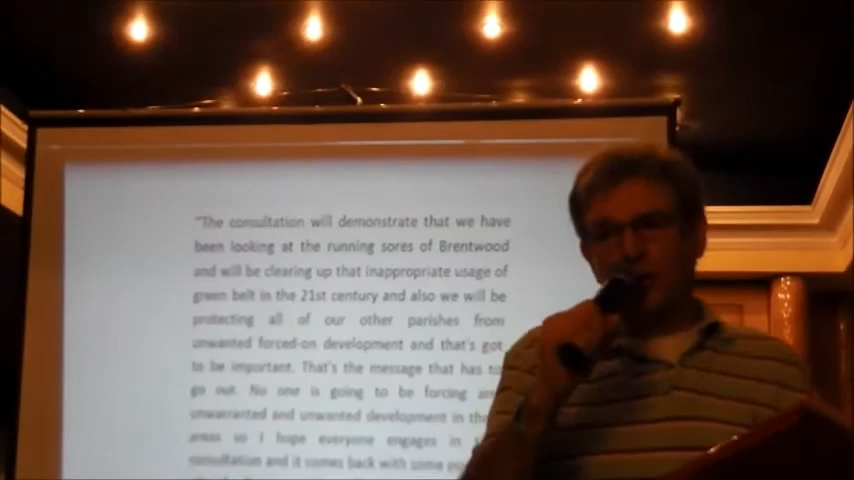 "The consultation will demonstrate that we have
been looking at the running sores of Brentwood
and will be clearing up that inappropriate usage of
green belt in the 21st century and also we will be
protecting all of our other parishes from
unwanted forced-on development and that's got
to be important. That's the message that has to
go out. No one is going to be forcing an
unwarranted and unwanted development in the
areas so I hope everyone engages in
consultation and it comes back with some